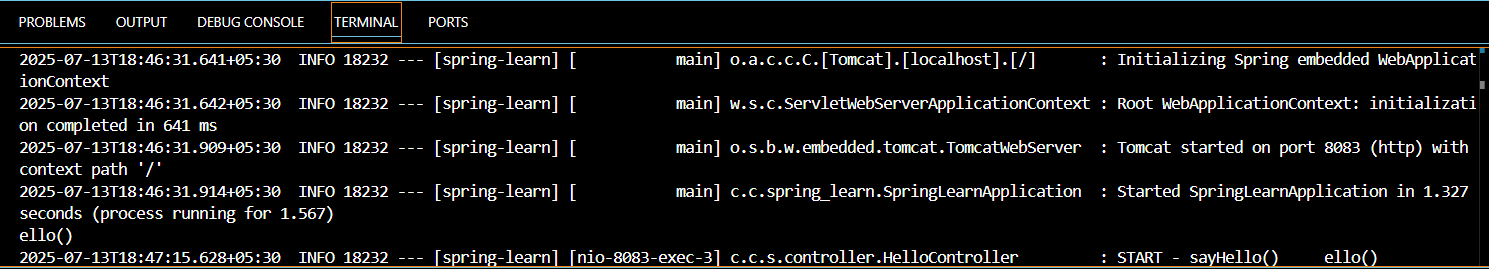 PROBLEMS OUTPUT DEBUG CONSOLE TERMINAL PORTS
2025-07-13T18:46:31.641+05:30  INFO 18232 --- [spring-learn] [           main] o.a.c.c.C.[Tomcat].[localhost].[/]       : Initializing Spring embedded WebApplicat
ionContext
2025-07-13T18:46:31.642+05:30  INFO 18232 --- [spring-learn] [           main] w.s.c.ServletWebServerApplicationContext : Root WebApplicationContext: initializati
on completed in 641 ms
2025-07-13T18:46:31.909+05:30  INFO 18232 --- [spring-learn] [           main] o.s.b.w.embedded.tomcat.TomcatWebServer  : Tomcat started on port 8083 (http) with
context path '/'
2025-07-13T18:46:31.914+05:30  INFO 18232 --- [spring-learn] [           main] c.c.spring_learn.SpringLearnApplication  : Started SpringLearnApplication in 1.327
seconds (process running for 1.567)
ello()
2025-07-13T18:47:15.628+05:30  INFO 18232 --- [spring-learn] [nio-8083-exec-3] c.c.s.controller.HelloController         : START - sayHello()     ello()